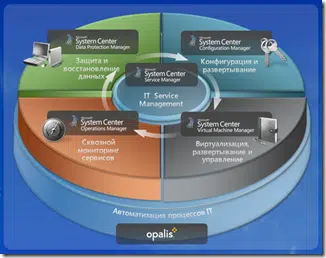 Microsoft
System Center
Data Protection Manager
Защита и
восстановление
данных
Microsoft
System Center
Configuration Manager
Конфигурация и
развертывание
Microsoft
System Center
Service Manager
IT Service
Management
Microsoft
System Center
Operations Manager
Сквозной
мониторинг
сервисов
Microsoft
System Center
Virtual Machine Manager
Виртуализация,
развертывание и
управление
Автоматизация процессов IT
opalis